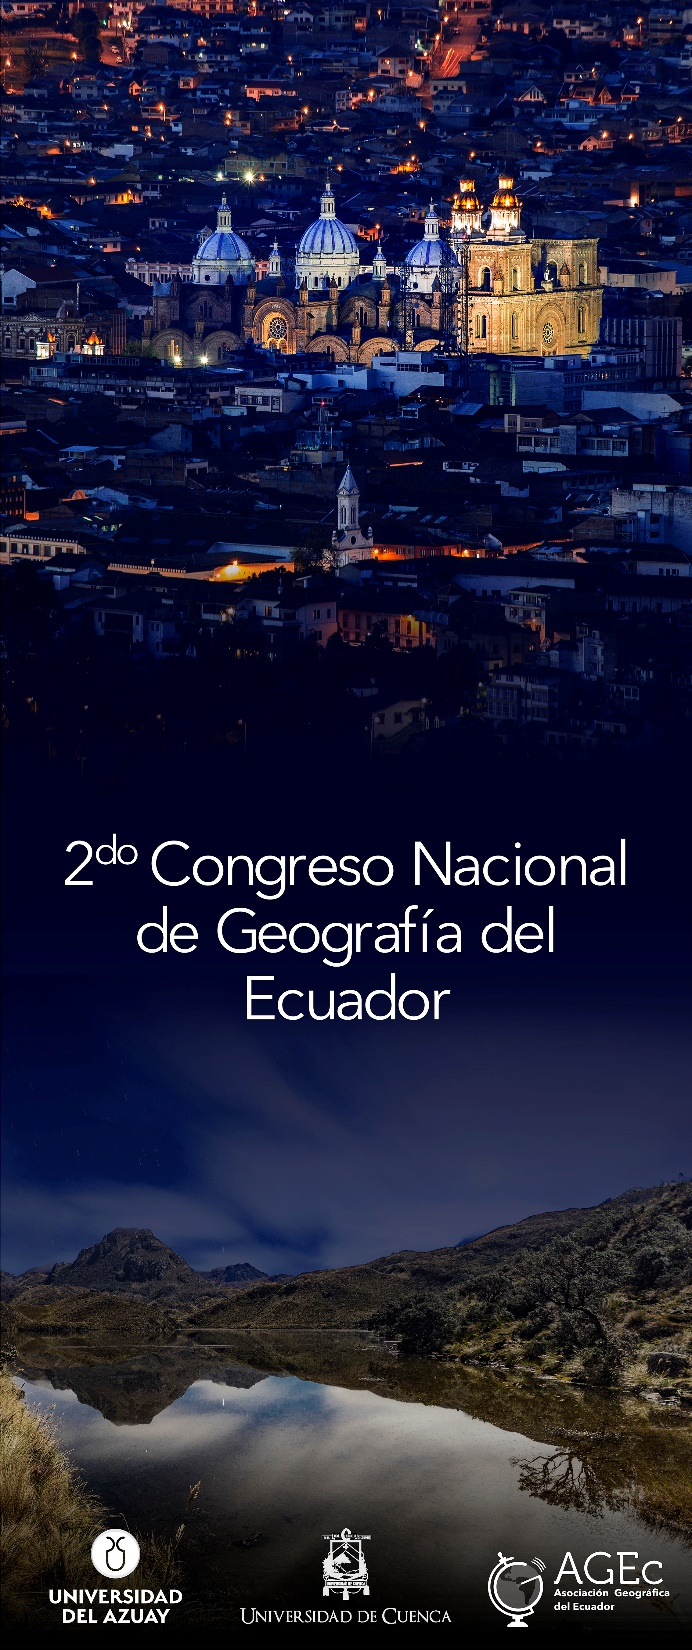 2do Congreso Nacional
de Geografía del
Ecuador
UNIVERSIDAD
DEL AZUAY
UNIVERSIDAD DE CUENCA
AGEc
Asociación Geográfica
del Ecuador